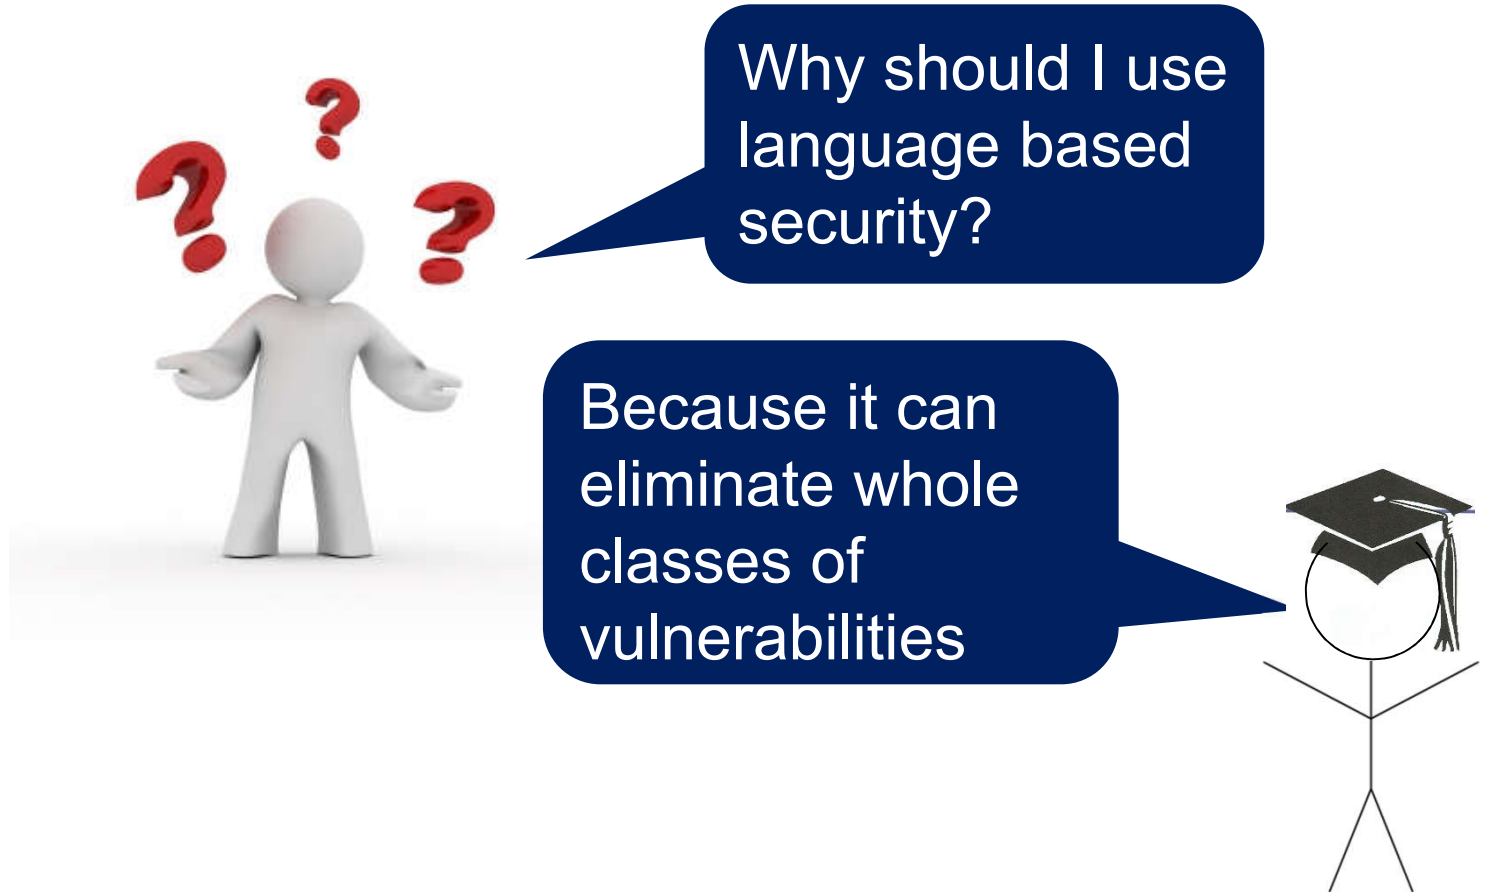 Why should I use
language based
security?
Because it can
eliminate whole
classes of
vulnerabilities